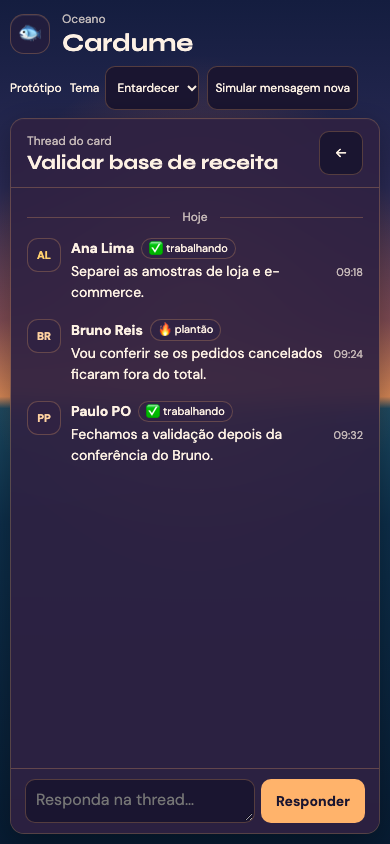 Oceano
Cardume
Protótipo Tema Entardecer Simular mensagem nova
Thread do card
Validar base de receita
←
Hoje
AL Ana Lima ✅ trabalhando
Separei as amostras de loja e e- 09:18
commerce.
BR Bruno Reis 🔥 plantão
Vou conferir se os pedidos cancelados 09:24
ficaram fora do total.
PP Paulo PO ✅ trabalhando
Fechamos a validação depois da 09:32
conferência do Bruno.
Responda na thread... Responder